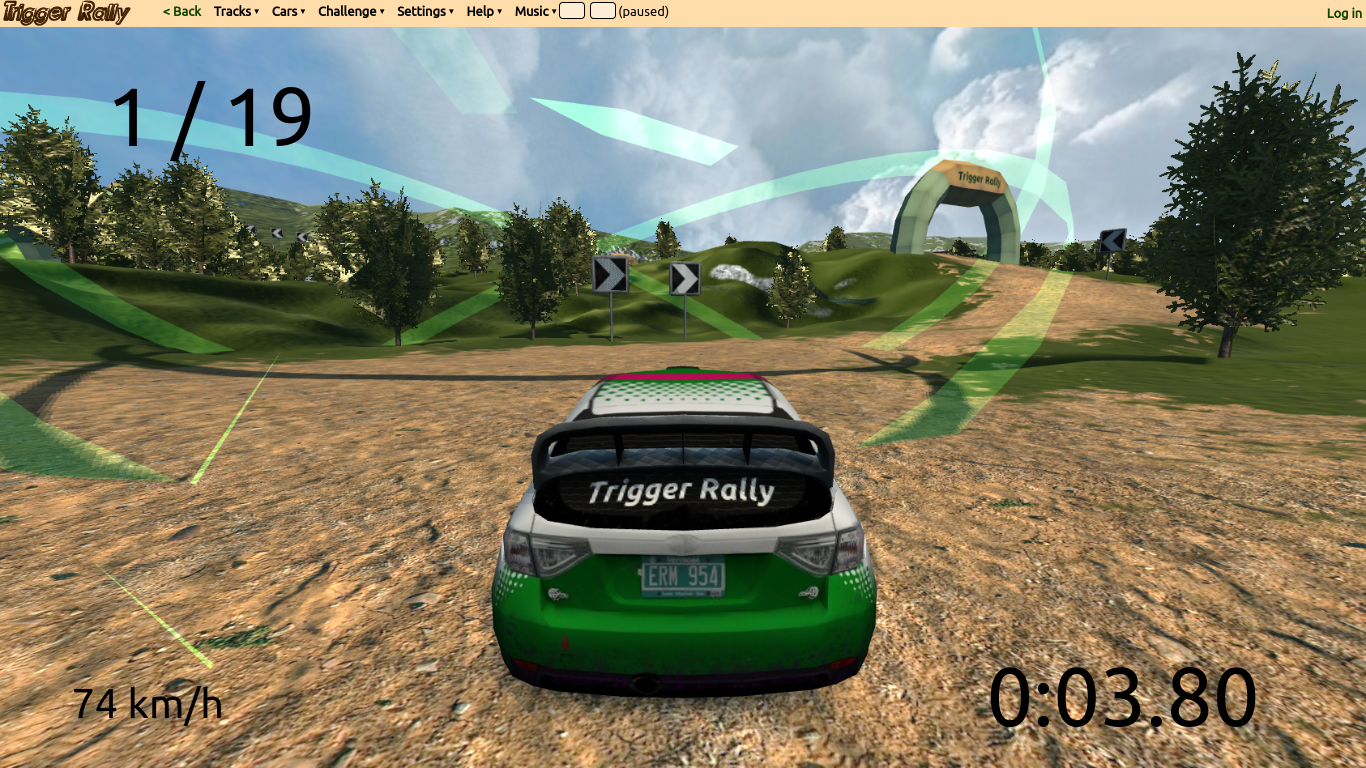 Trigger Rally < Back Tracks ▾ Cars ▾ Challenge ▾ Settings ▾ Help ▾ Music ▾ (paused) Log in
1 / 19
Trigger Rally
Trigger Rally
ERM 954
74 km/h
0:03.80